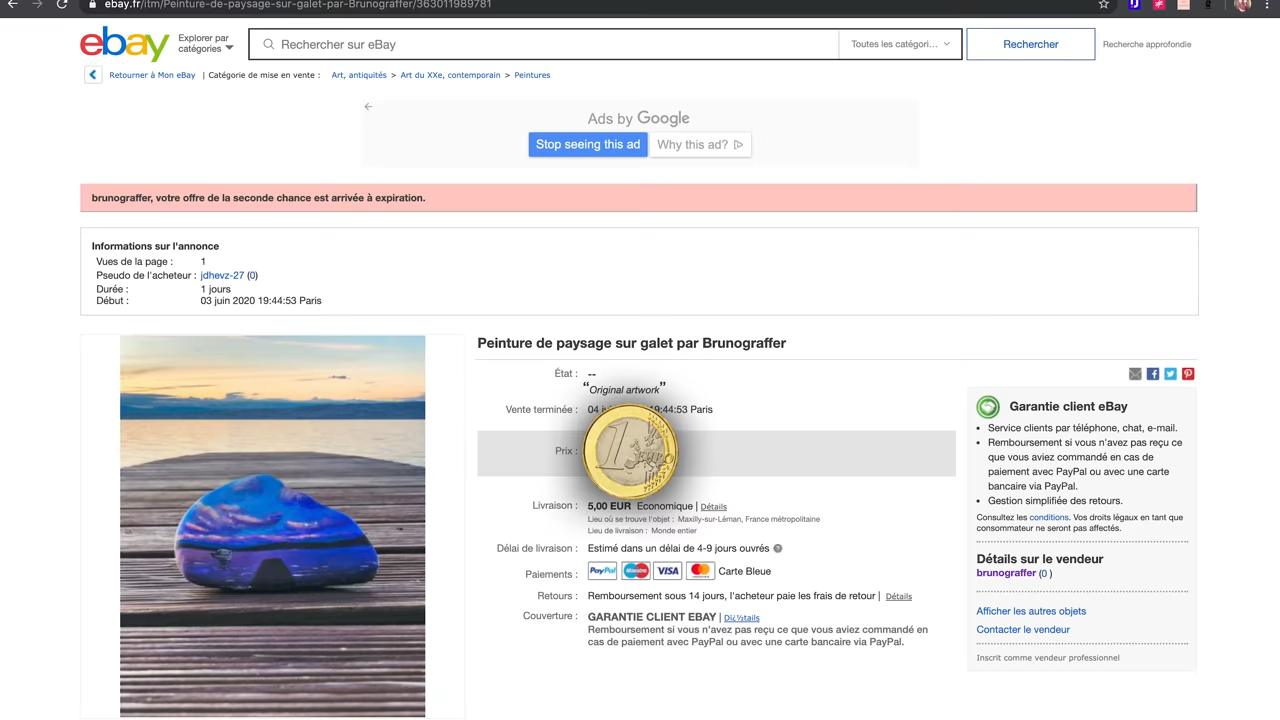 ebay.fr/itm/Peinture-de-paysage-sur-galet-par-Brunograffer/363011989781
ebay
Explorer par catégories
Rechercher sur eBay
Toutes les catégori...
Rechercher
Recherche approfondie
Retourner à Mon eBay | Catégorie de mise en vente : Art, antiquités > Art du XXe, contemporain > Peintures
Ads by Google
Stop seeing this ad
Why this ad?
brunograffer, votre offre de la seconde chance est arrivée à expiration.
Informations sur l'annonce
Vues de la page : 1
Pseudo de l'acheteur : jdhevz-27 (0)
Durée : 1 jours
Début : 03 juin 2020 19:44:53 Paris
Peinture de paysage sur galet par Brunograffer
État : --
“Original artwork”
Vente terminée : 04 19:44:53 Paris
Prix :
1 EURO
Livraison : 5,00 EUR Economique | Détails
Lieu où se trouve l'objet : Maxilly-sur-Léman, France métropolitaine
Lieu de livraison : Monde entier
Délai de livraison : Estimé dans un délai de 4-9 jours ouvrés ?
Paiements : PayPal Maestro VISA MasterCard Carte Bleue
Retours : Remboursement sous 14 jours, l'acheteur paie les frais de retour | Détails
Couverture : GARANTIE CLIENT EBAY | Dï¿½tails
Remboursement si vous n'avez pas reçu ce que vous aviez commandé en
cas de paiement avec PayPal ou avec une carte bancaire via PayPal.
Garantie client eBay
Service clients par téléphone, chat, e-mail.
Remboursement si vous n'avez pas reçu ce
que vous aviez commandé en cas de
paiement avec PayPal ou avec une carte
bancaire via PayPal.
Gestion simplifiée des retours.
Consultez les conditions. Vos droits légaux en tant que
consommateur ne seront pas affectés.
Détails sur le vendeur
brunograffer (0 )
Afficher les autres objets
Contacter le vendeur
Inscrit comme vendeur professionnel